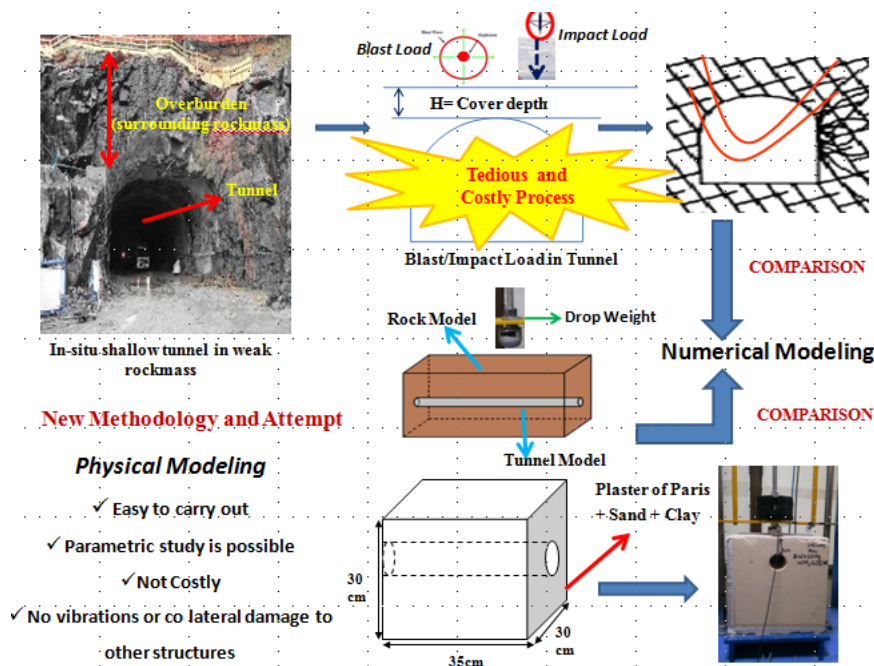 Blast Load
Blast Wave
Explosion
Impact Load
Overburden
(surrounding rockmass)
Tunnel
H= Cover depth
Tedious and
Costly Process
Blast/Impact Load in Tunnel
In-situ shallow tunnel in weak
rockmass
COMPARISON
Rock Model
Drop Weight
Numerical Modeling
New Methodology and Attempt
COMPARISON
Tunnel Model
Physical Modeling
✓ Easy to carry out
✓ Parametric study is possible
✓ Not Costly
✓ No vibrations or co lateral damage to
other structures
Plaster of Paris
+ Sand + Clay
30
cm
30
cm
35cm